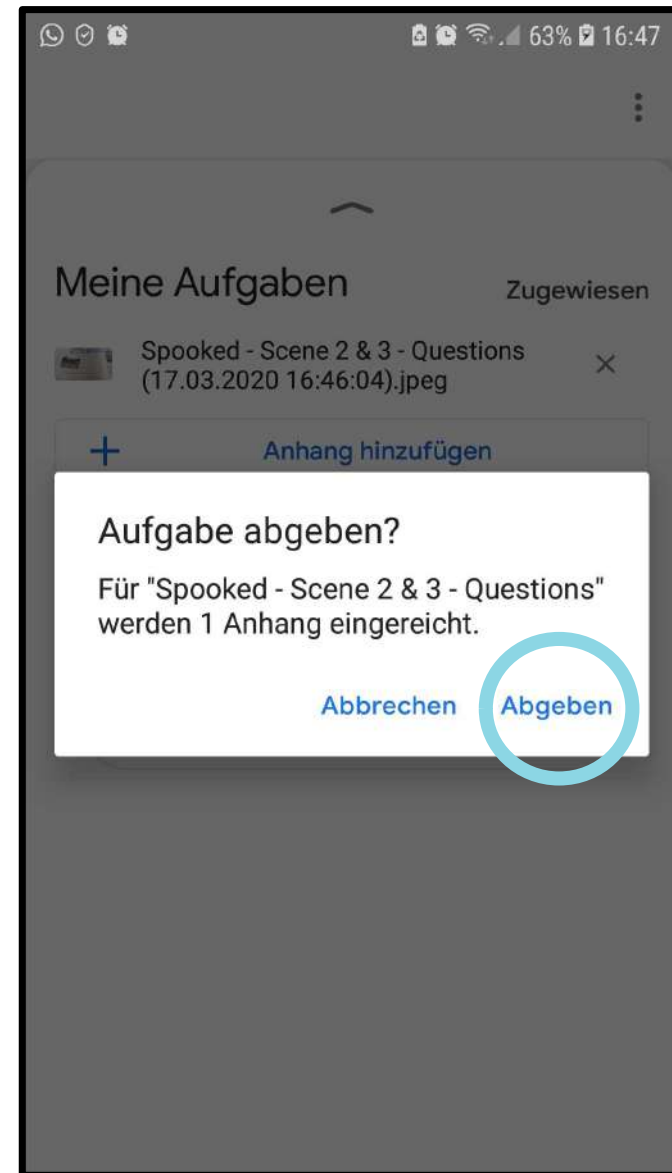 63% 16:47
Meine Aufgaben Zugewiesen
Spooked - Scene 2 & 3 - Questions
(17.03.2020 16:46:04).jpeg
Anhang hinzufügen
Aufgabe abgeben?
Für "Spooked - Scene 2 & 3 - Questions"
werden 1 Anhang eingereicht.
Abbrechen Abgeben